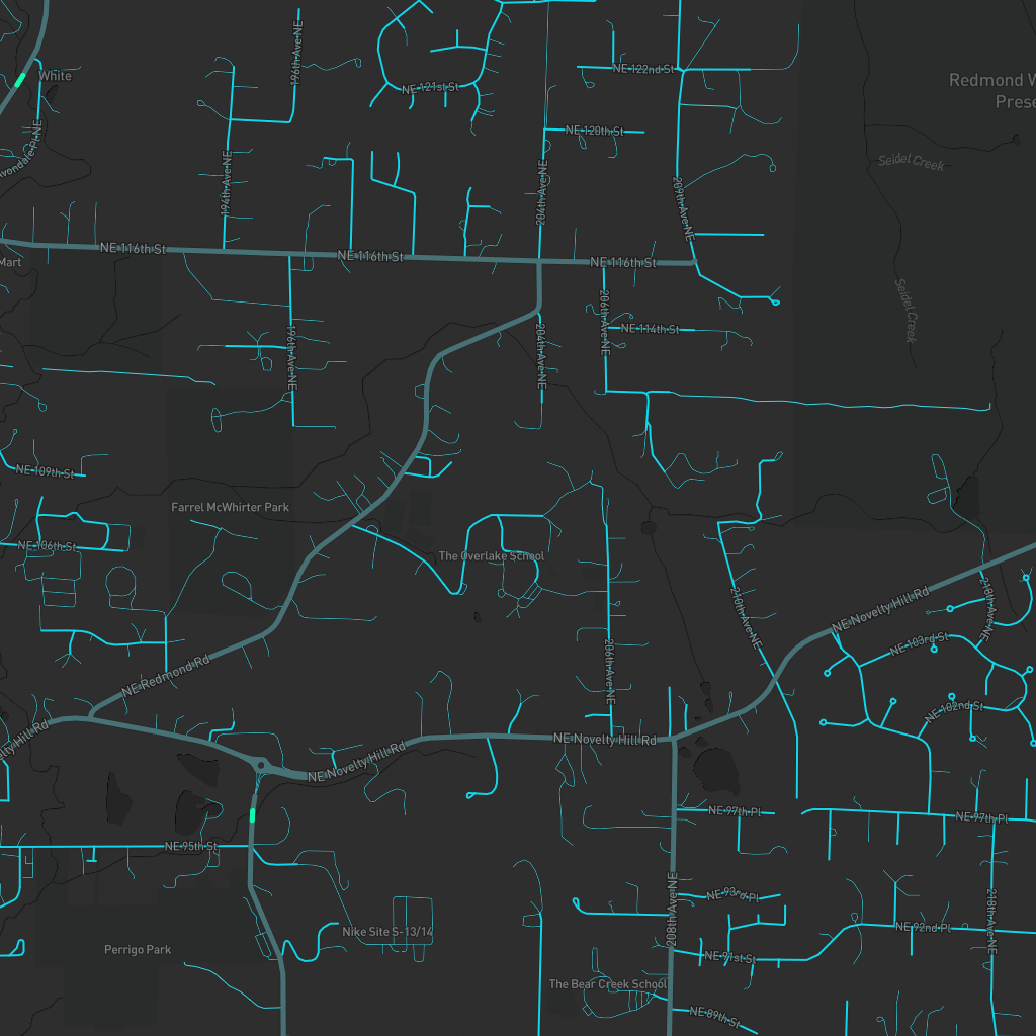 196th Ave NE
White
NE 122nd St
NE 121st St
Redmond W
Prese
NE 120th St
Avondale Pl NE
Seidel Creek
194th Ave NE
204th Ave NE
209th Ave NE
NE 116th St
NE 116th St
NE 116th St
Mart
Seidel Creek
206th Ave NE
NE 114th St
196th Ave NE
204th Ave NE
NE 109th St
Farrel McWhirter Park
NE 106th St
The Overlake School
210th Ave NE
NE Novelty Hill Rd
218th Ave NE
NE 103rd St
206th Ave NE
NE Redmond Rd
NE 102nd St
elty Hill Rd
NE Novelty Hill Rd
NE Novelty Hill Rd
NE 97th Pl
NE 97th Pl
NE 95th St
208th Ave NE
NE 93rd Pl
218th Ave NE
Nike Site S-13/14
NE 92nd Pl
Perrigo Park
NE 91st St
The Bear Creek School
NE 89th St